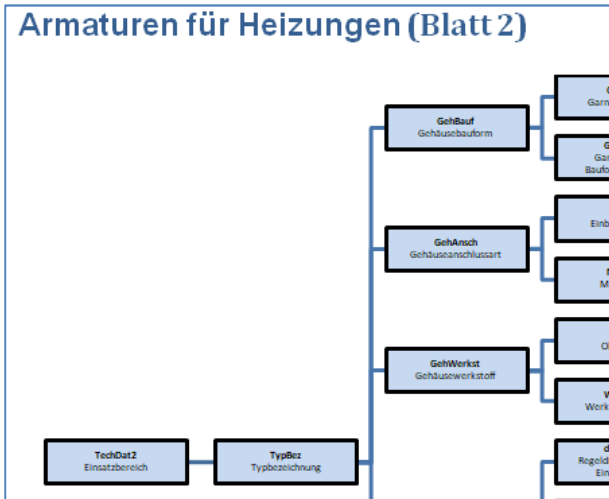 Armaturen für Heizungen (Blatt 2)
GehBauf
Gehäusebauform
GehAnsch
Gehäuseanschlussart
GehWerkst
Gehäusewerkstoff
TechDat2
Einsatzbereich
TypBez
Typbezeichnung